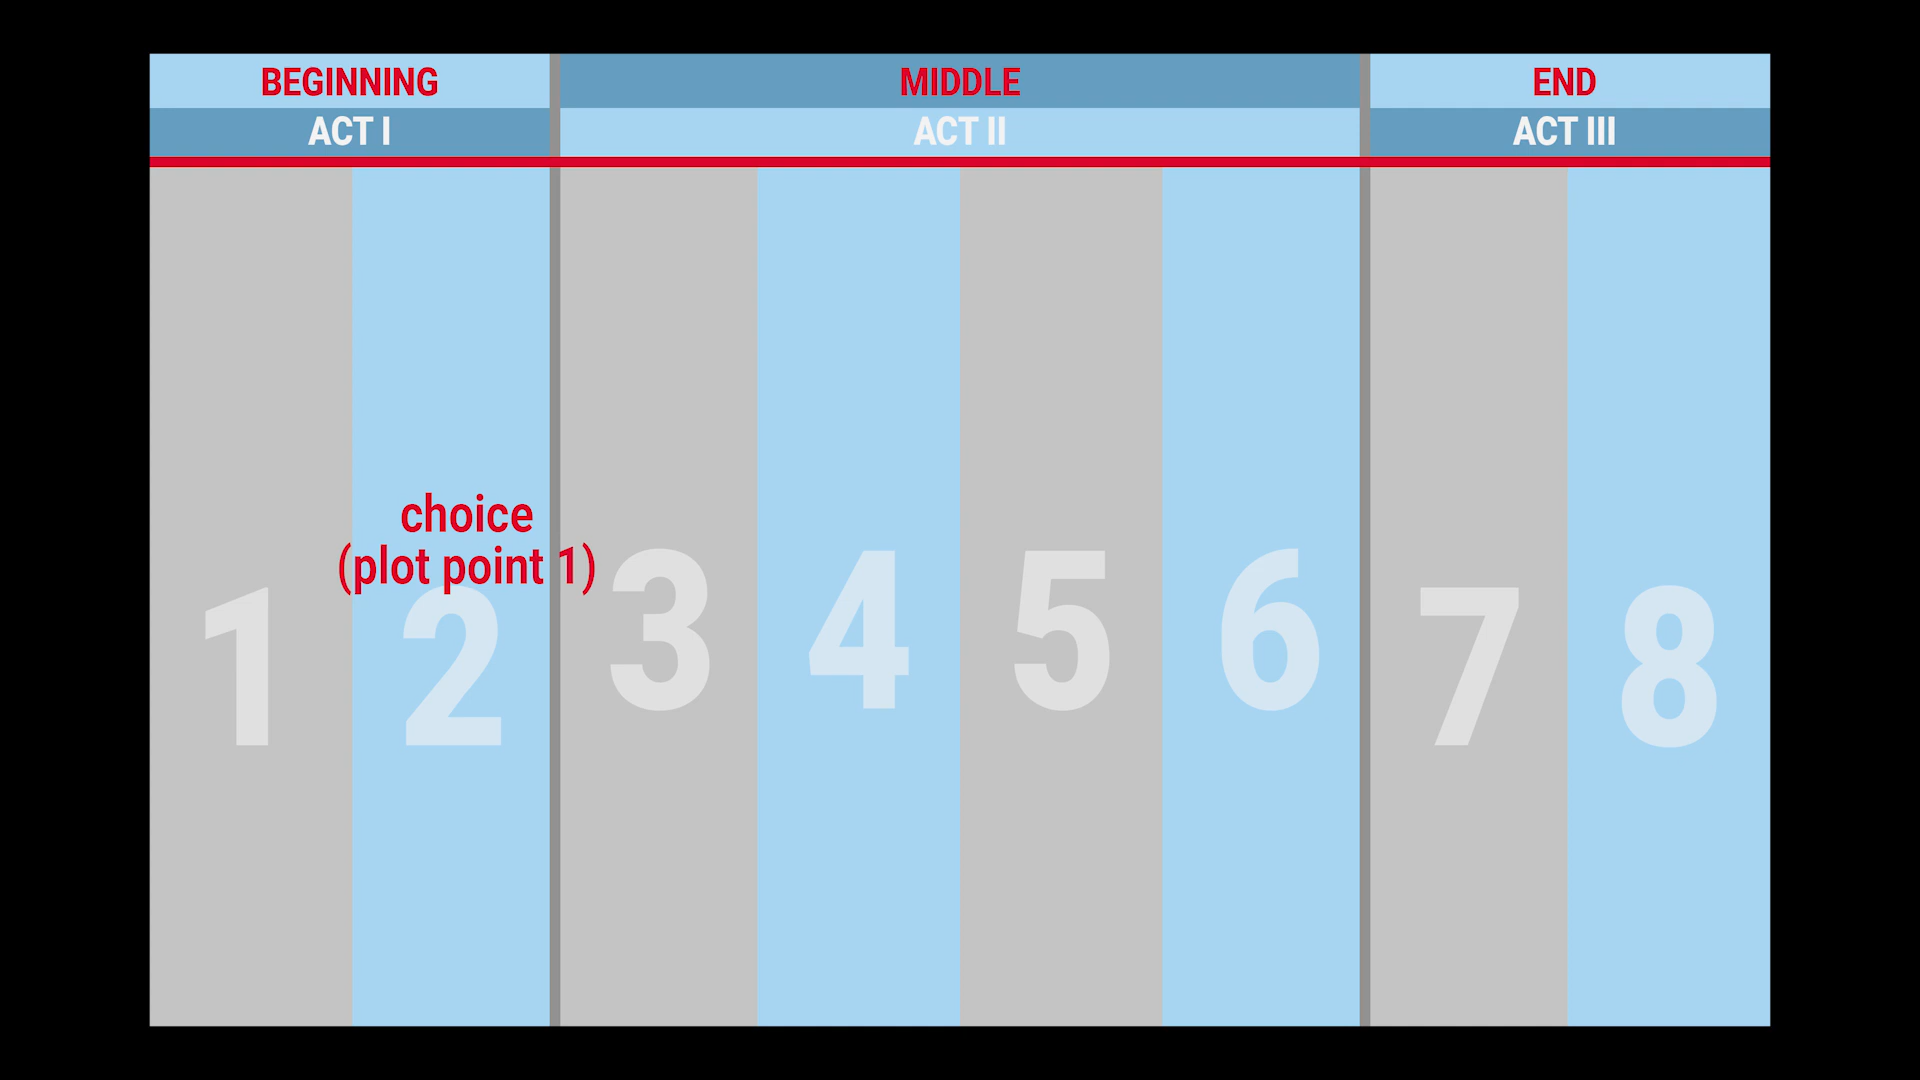 BEGINNING
MIDDLE
END
ACT I
ACT II
ACT III
choice
(plot point 1)
1
2
3
4
5
6
7
8